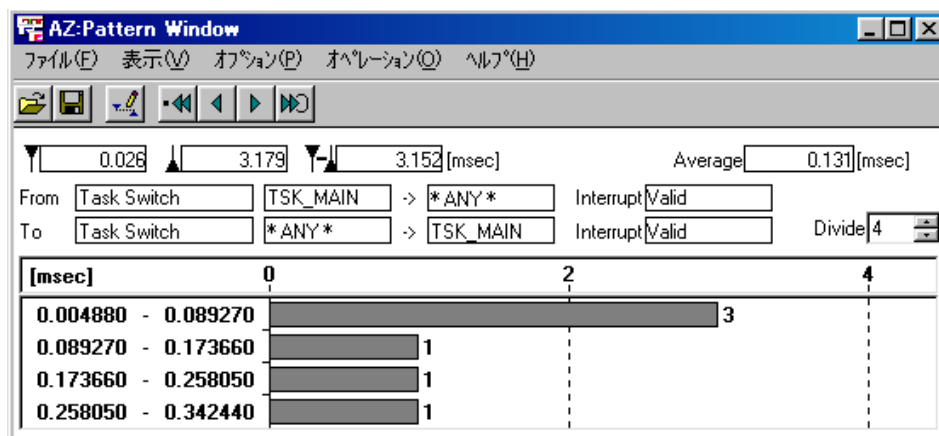 AZ:Pattern Window
ファイル(F) 表示(V) オプション(P) オペレーション(O) ヘルプ(H)
0.026 3.179 3.152 [msec] Average 0.131 [msec]
From Task Switch TSK_MAIN -> *ANY* Interrupt Valid
To Task Switch *ANY* -> TSK_MAIN Interrupt Valid Divide 4
[msec] 0 2 4
0.004880 - 0.089270 3
0.089270 - 0.173660 1
0.173660 - 0.258050 1
0.258050 - 0.342440 1